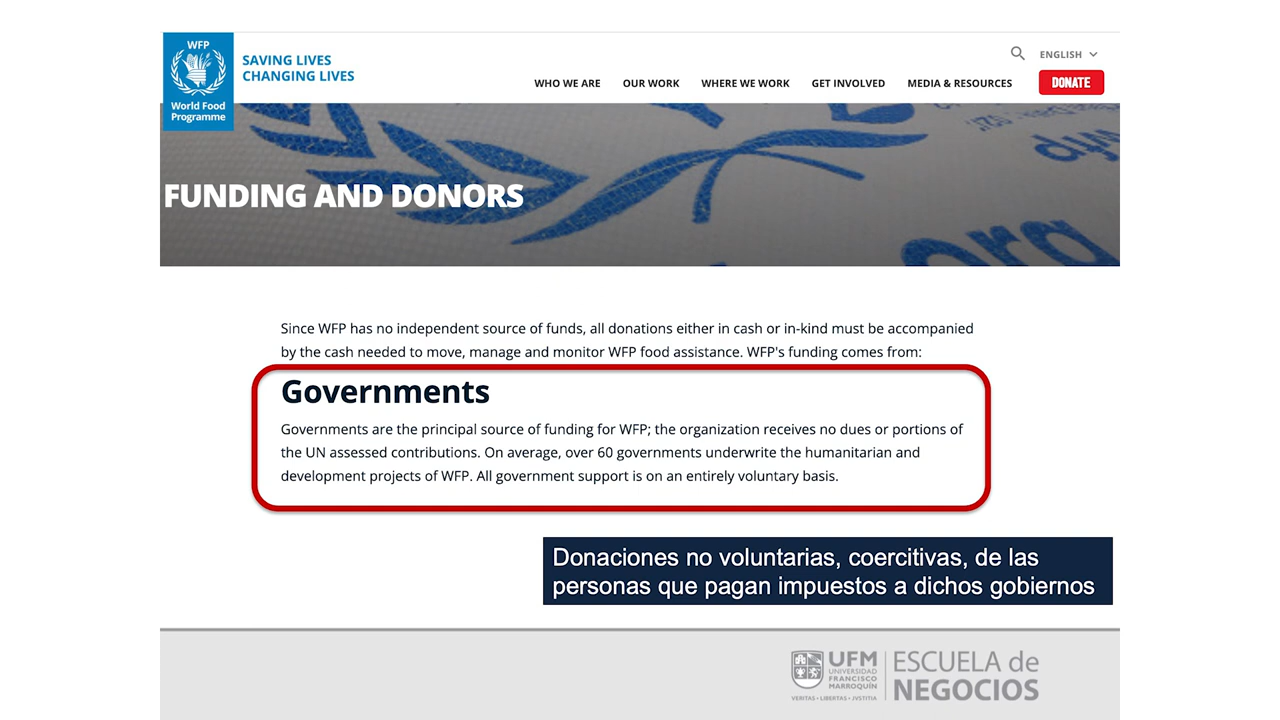 WFP
World Food
Programme
SAVING LIVES
CHANGING LIVES
ENGLISH
WHO WE ARE
OUR WORK
WHERE WE WORK
GET INVOLVED
MEDIA & RESOURCES
DONATE
FUNDING AND DONORS
Since WFP has no independent source of funds, all donations either in cash or in-kind must be accompanied
by the cash needed to move, manage and monitor WFP food assistance. WFP's funding comes from:
Governments
Governments are the principal source of funding for WFP; the organization receives no dues or portions of
the UN assessed contributions. On average, over 60 governments underwrite the humanitarian and
development projects of WFP. All government support is on an entirely voluntary basis.
Donaciones no voluntarias, coercitivas, de las
personas que pagan impuestos a dichos gobiernos
UFM
UNIVERSIDAD
FRANCISCO
MARROQUÍN
VERITAS • LIBERTAS • JVSTITIA
ESCUELA de
NEGOCIOS